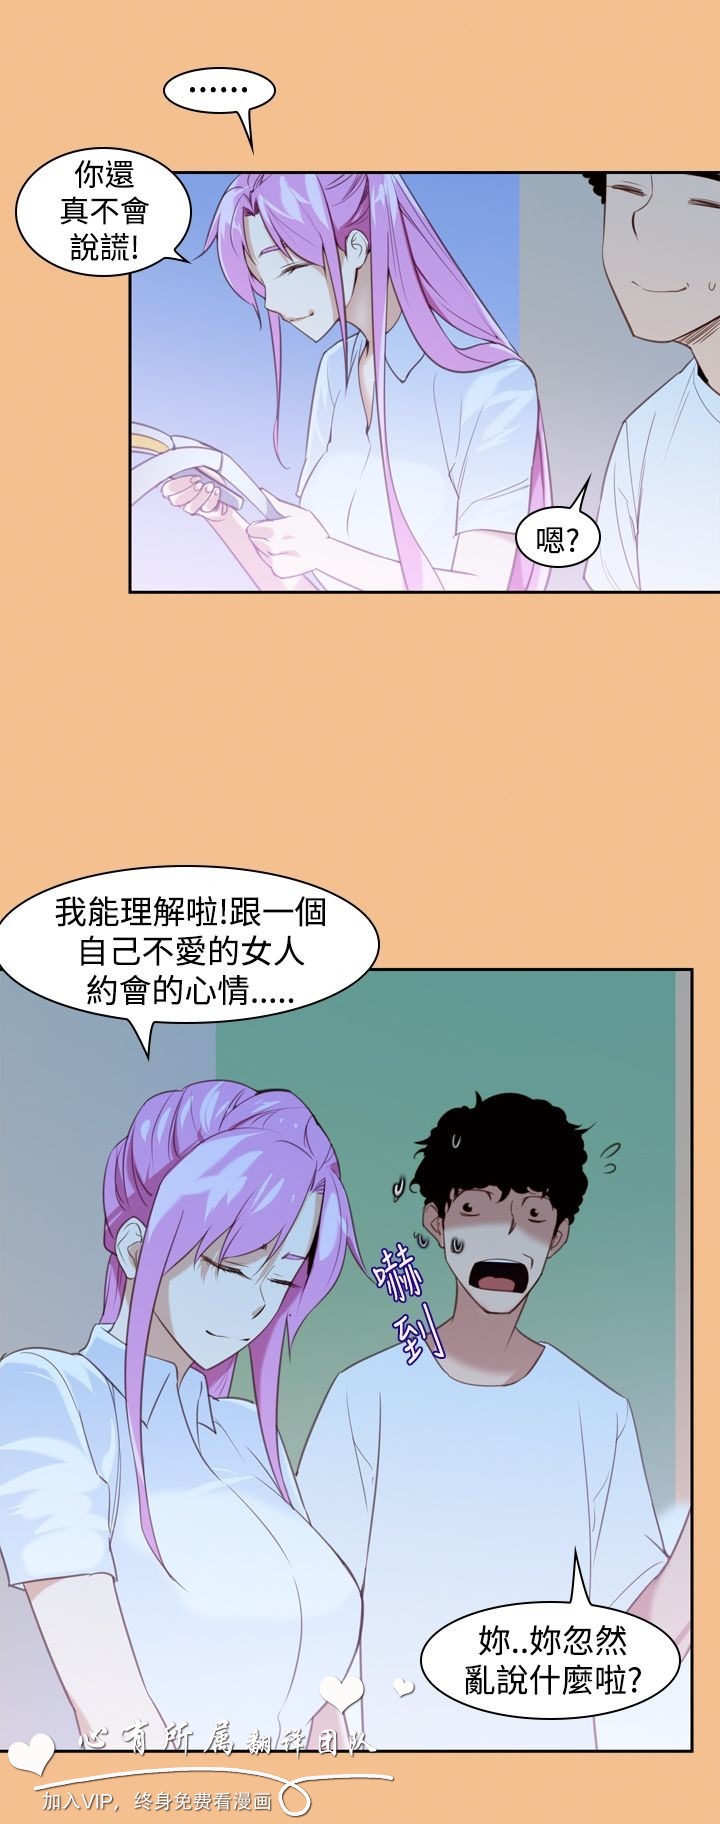 ......
你還
真不會
說謊!
嗯?
我能理解啦!跟一個
自己不愛的女人
約會的心情.....
嚇
到
妳..妳忽然
亂說什麼啦?
心有所属翻译团队
加入VIP，终身免费看漫画